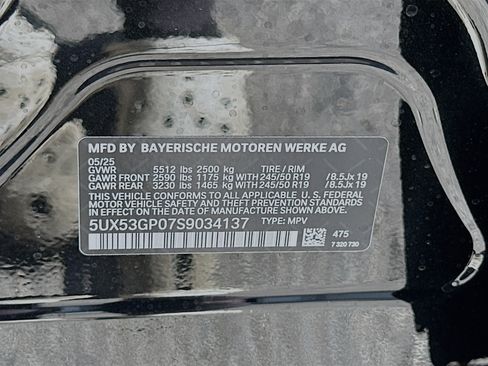 MFD BY BAYERISCHE MOTOREN WERKE AG
05/25
GVWR 5512 lbs 2500 kg TIRE / RIM
GAWR FRONT 2590 lbs 1175 kg WITH 245/50 R19 / 8.5Jx 19
GAWR REAR 3230 lbs 1465 kg WITH 245/50 R19 / 8.5Jx 19
THIS VEHICLE CONFORMS TO ALL APPLICABLE U. S. FEDERAL
MOTOR VEHICLE SAFETY STANDARDS IN EFFECT ON THE DATE
OF MANUFACTURE SHOWN ABOVE.
5UX53GP07S9034137 TYPE: MPV
475
7 320 730